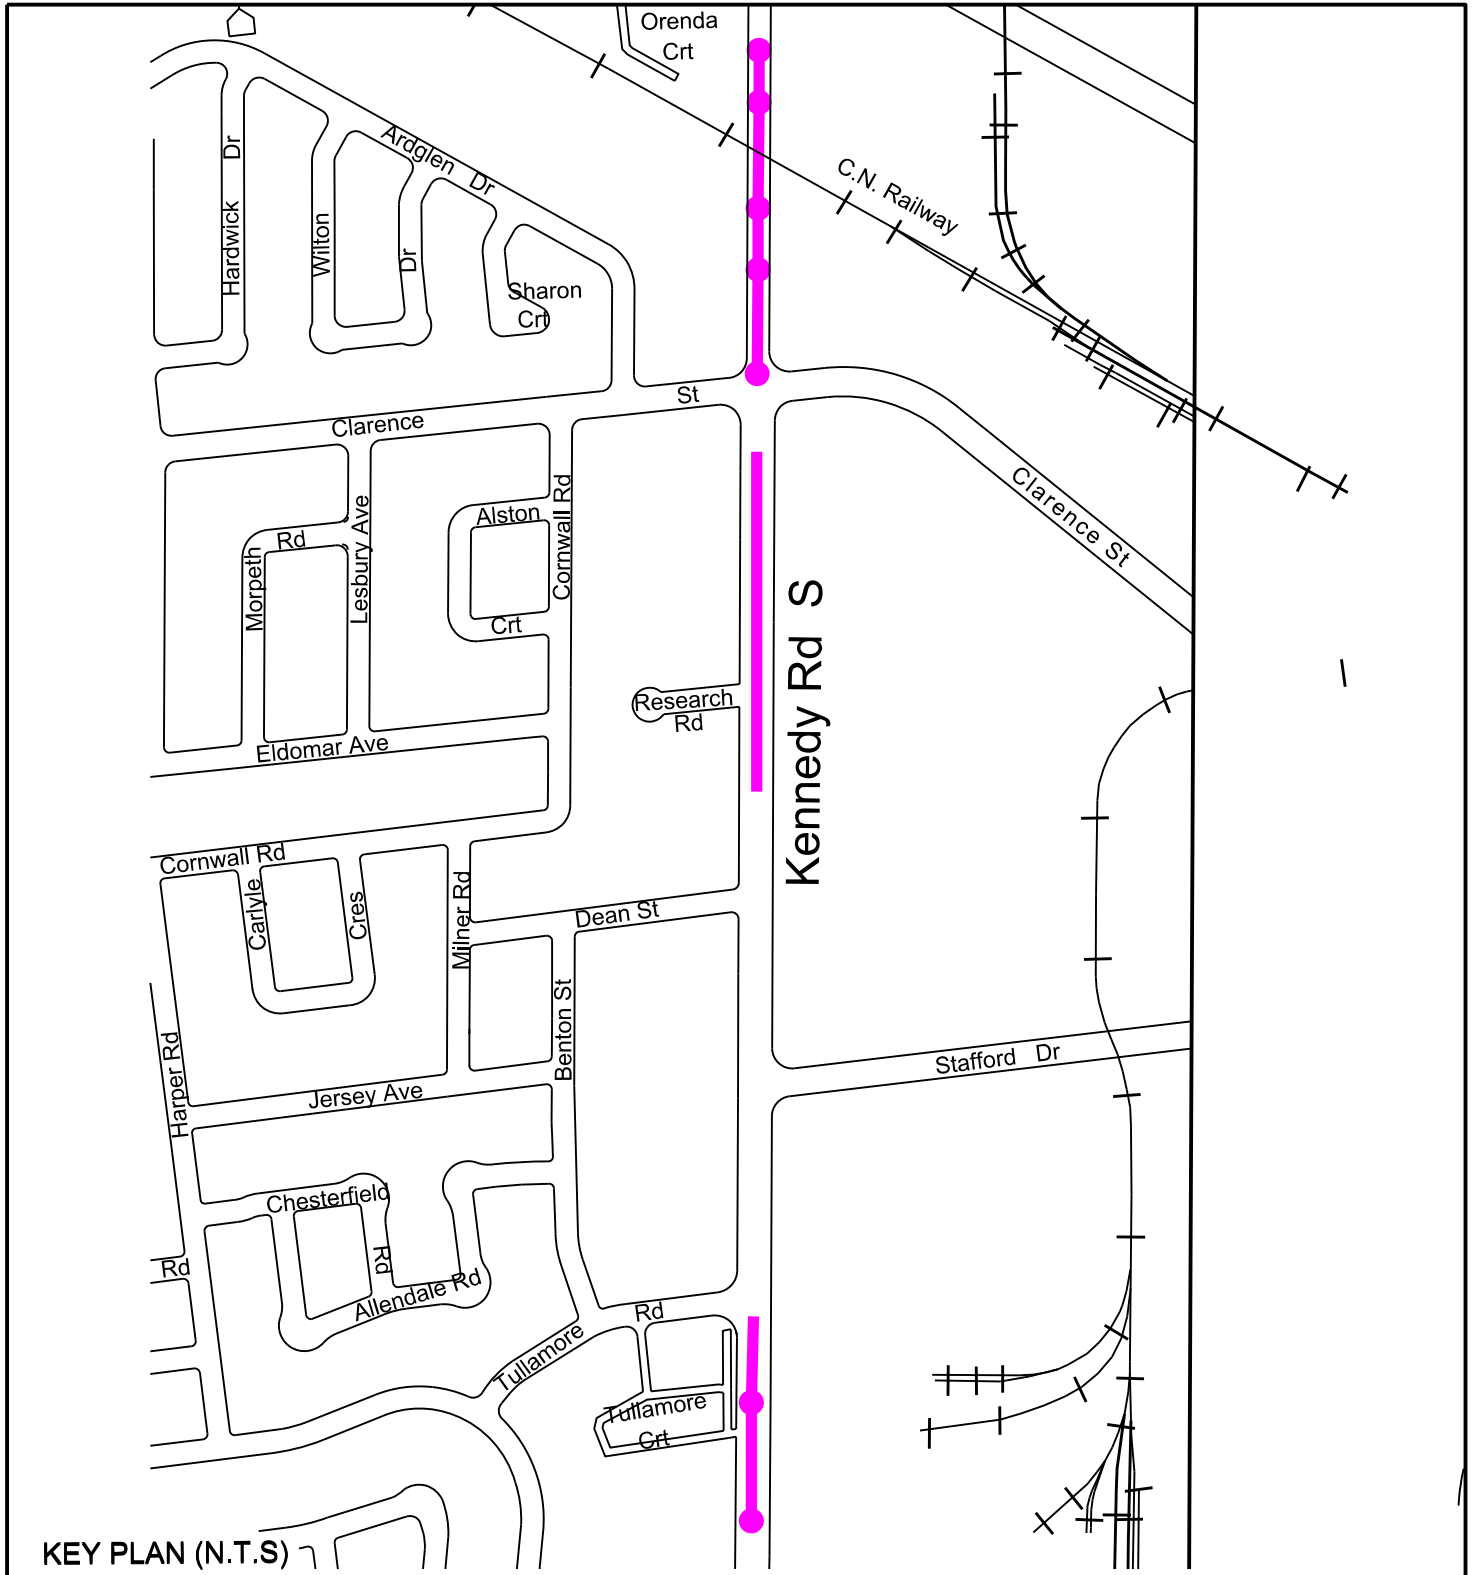 Orenda
Crt
Ardglen Dr
Hardwick Dr
Wilton
Dr
C.N. Railway
Sharon
Crt
Clarence
St
Clarence St
Alston
Crt
Cornwall Rd
Lesbury Ave
Rd
Morpeth
Kennedy Rd S
Research
Rd
Eldomar Ave
Cornwall Rd
Carlyle
Cres
Milner Rd
Dean St
Benton St
Stafford Dr
Harper Rd
Jersey Ave
Chesterfield
Rd
Rd
Allendale Rd
Tullamore
Rd
Tullamore
Crt
KEY PLAN (N.T.S)